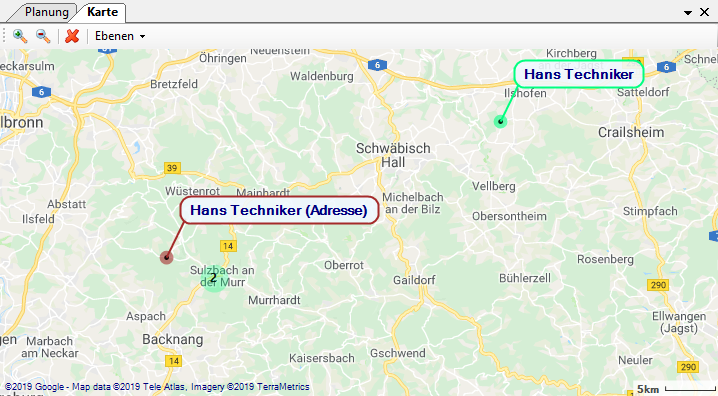 Planung
Karte
Ebenen
Öhringen
Neuenstein
Kirchberg
eckarsulm
6
Waldenburg
6
6
Schnel
Bretzfeld
Hans Techniker
Satteldorf
6
Ilshofen
lbronn
Crailsheim
Schwäbisch
Hall
39
Wüstenrot
Mainhardt
Vellberg
Abstatt
Michelbach
an der Bilz
Hans Techniker (Adresse)
Stimpfach
Ilsfeld
Obersontheim
14
7
Oberrot
Rosenberg
Sulzbach an
der Murr
2
Gaildorf
Bühlerzell
290
Murrhardt
Aspach
Ellwangen
(Jagst)
Marbach
am Neckar
Backnang
Kaisersbach
Gschwend
14
Neuler
290
©2019 Google - Map data ©2019 Tele Atlas, Imagery ©2019 TerraMetrics
5km